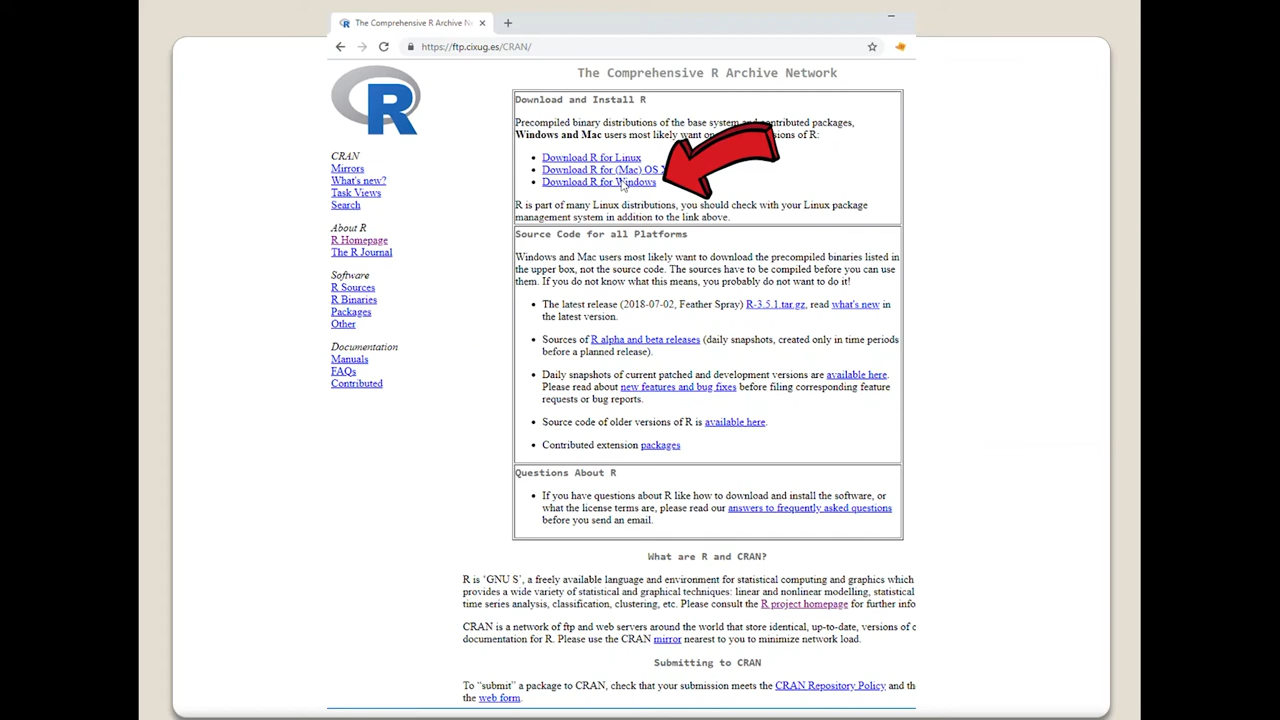 The Comprehensive R Archive Ne
https://ftp.cixug.es/CRAN/
R
CRAN
Mirrors
What's new?
Task Views
Search
About R
R Homepage
The R Journal
Software
R Sources
R Binaries
Packages
Other
Documentation
Manuals
FAQs
Contributed
The Comprehensive R Archive Network
Download and Install R
Precompiled binary distributions of the base system and contributed packages,
Windows and Mac users most likely want one of these versions of R:
Download R for Linux
Download R for (Mac) OS X
Download R for Windows
R is part of many Linux distributions, you should check with your Linux package
management system in addition to the link above.
Source Code for all Platforms
Windows and Mac users most likely want to download the precompiled binaries listed in
the upper box, not the source code. The sources have to be compiled before you can use
them. If you do not know what this means, you probably do not want to do it!
The latest release (2018-07-02, Feather Spray) R-3.5.1.tar.gz, read what's new in
the latest version.
Sources of R alpha and beta releases (daily snapshots, created only in time periods
before a planned release).
Daily snapshots of current patched and development versions are available here.
Please read about new features and bug fixes before filing corresponding feature
requests or bug reports.
Source code of older versions of R is available here.
Contributed extension packages
Questions About R
If you have questions about R like how to download and install the software, or
what the license terms are, please read our answers to frequently asked questions
before you send an email.
What are R and CRAN?
R is 'GNU S', a freely available language and environment for statistical computing and graphics which
provides a wide variety of statistical and graphical techniques: linear and nonlinear modelling, statistical
time series analysis, classification, clustering, etc. Please consult the R project homepage for further info
CRAN is a network of ftp and web servers around the world that store identical, up-to-date, versions of c
documentation for R. Please use the CRAN mirror nearest to you to minimize network load.
Submitting to CRAN
To "submit" a package to CRAN, check that your submission meets the CRAN Repository Policy and th
the web form.